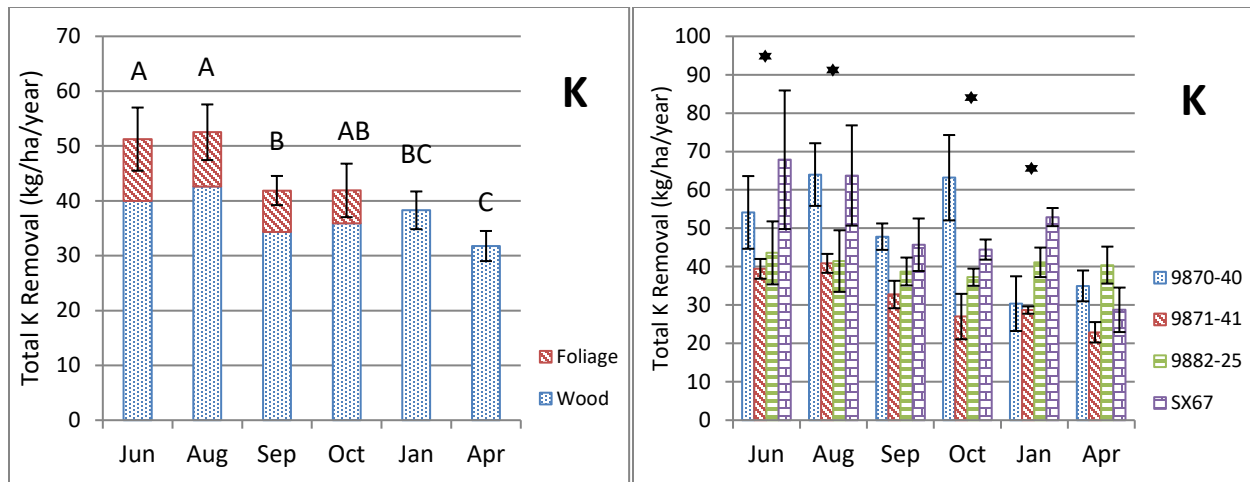 Total K Removal (kg/ha/year)
70
60
50
40
30
20
10
0
A
A
B
AB
BC
C
K
Foliage
Wood
Jun Aug Sep Oct Jan Apr
Total K Removal (kg/ha/year)
100
90
80
70
60
50
40
30
20
10
0
K
9870-40
9871-41
9882-25
SX67
Jun Aug Sep Oct Jan Apr